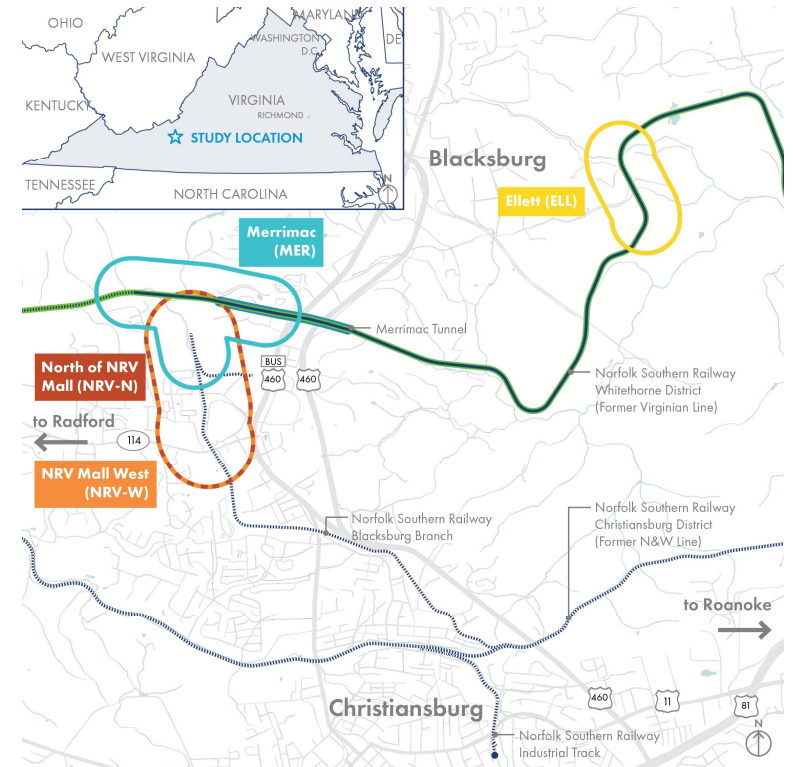 OHIO
MARYLAND
WASHINGTON
D.C.
DE
WEST VIRGINIA
KENTUCKY
VIRGINIA
RICHMOND
STUDY LOCATION
TENNESSEE
NORTH CAROLINA
N
Blacksburg
Ellett (ELL)
Merrimac
(MER)
Merrimac Tunnel
BUS
460
460
North of NRV
Mall (NRV-N)
Norfolk Southern Railway
Whitethorne District
(Former Virginian Line)
to Radford
114
NRV Mall West
(NRV-W)
Norfolk Southern Railway
Blacksburg Branch
Norfolk Southern Railway
Christiansburg District
(Former N&W Line)
to Roanoke
Christiansburg
460
11
81
N
Norfolk Southern Railway
Industrial Track